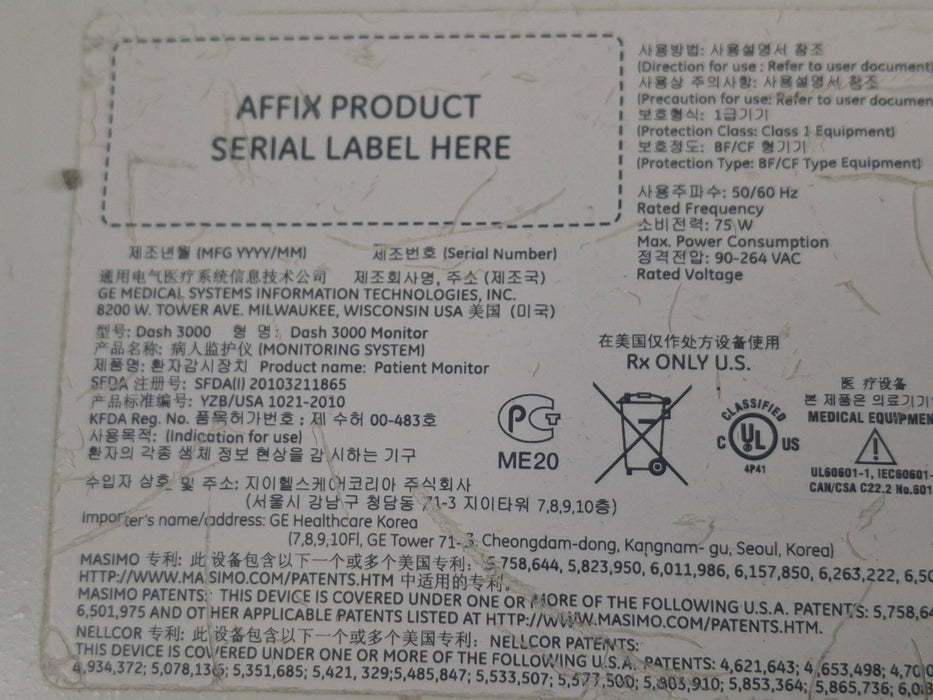 AFFIX PRODUCT
SERIAL LABEL HERE
사용방법: 사용설명서 참조
(Direction for use : Refer to user document
사용상 주의사항: 사용설명서 참조
(Precaution for use: Refer to user documen
보호형식: 1급기기
(Protection Class: Class 1 Equipment)
보호정도: BF/CF 형기기
(Protection Type: BF/CF Type Equipment)
사용주파수: 50/60 Hz
Rated Frequency
소비전력: 75 W
Max. Power Consumption
정격전압: 90-264 VAC
Rated Voltage
제조년월 (MFG YYYY/MM) 제조번호 (Serial Number)
通用电气医疗系统信息技术公司 제조회사명, 주소 (제조국)
GE MEDICAL SYSTEMS INFORMATION TECHNOLOGIES, INC.
8200 W. TOWER AVE. MILWAUKEE, WISCONSIN USA 美国 (미국)
型号: Dash 3000 형 명: Dash 3000 Monitor
产品名称: 病人监护仪 (MONITORING SYSTEM)
제품명: 환자감시장치 Product name: Patient Monitor
SFDA 注册号: SFDA(I) 20103211865
产品标准编号: YZB/USA 1021-2010
KFDA Reg. No. 품목허가번호 : 제 수허 00-483호
사용목적: (Indication for use)
환자의 각종 생체 정보 현상을 감시하는 기구
在美国仅作处方设备使用
Rx ONLY U.S.
PG T
ME20
CLASSIFIED
C UL US
4P41
医 疗设备
본 제품은 의료기기
MEDICAL EQUIPMEN
UL60601-1, IEC60601-
CAN/CSA C22.2 No.601
수입자 상호 및 주소: 지이헬스케어코리아 주식회사
(서울시 강남구 청담동 71-3 지이타워 7,8,9,10층)
Importer's name/address: GE Healthcare Korea
(7,8,9,10Fl, GE Tower 71-3 Cheongdam-dong, Kangnam- gu, Seoul, Korea)
MASIMO 专利: 此 设备包含以下一个或多个美国专利: 5,758,644, 5,823,950, 6,011,986, 6,157,850, 6,263,222, 6,50
HTTP://WWW.MASIMO.COM/PATENTS.HTM 中适用的专利。
MASIMO PATENTS: THIS DEVICE IS COVERED UNDER ONE OR MORE OF THE FOLLOWING U.S.A. PATENTS: 5,758,64
6,501,975 AND OTHER APPLICABLE PATENTS LISTED AT HTTP://WWW.MASIMO.COM/PATENTS.HTM.
NELLCOR 专利: 此 设备包含以下一个或多个美国专利: NELLCOR PATENTS:
THIS DEVICE IS COVERED UNDER ONE OR MORE OF THE FOLLOWING U.S.A. PATENTS: 4,621,643; 4,653,498; 4,700
4,934,372; 5,078,136; 5,351,685; 5,421,329;5,485,847; 5,533,507; 5,577,500; 5,803,910; 5,853,364; 5,865,736; 6,08